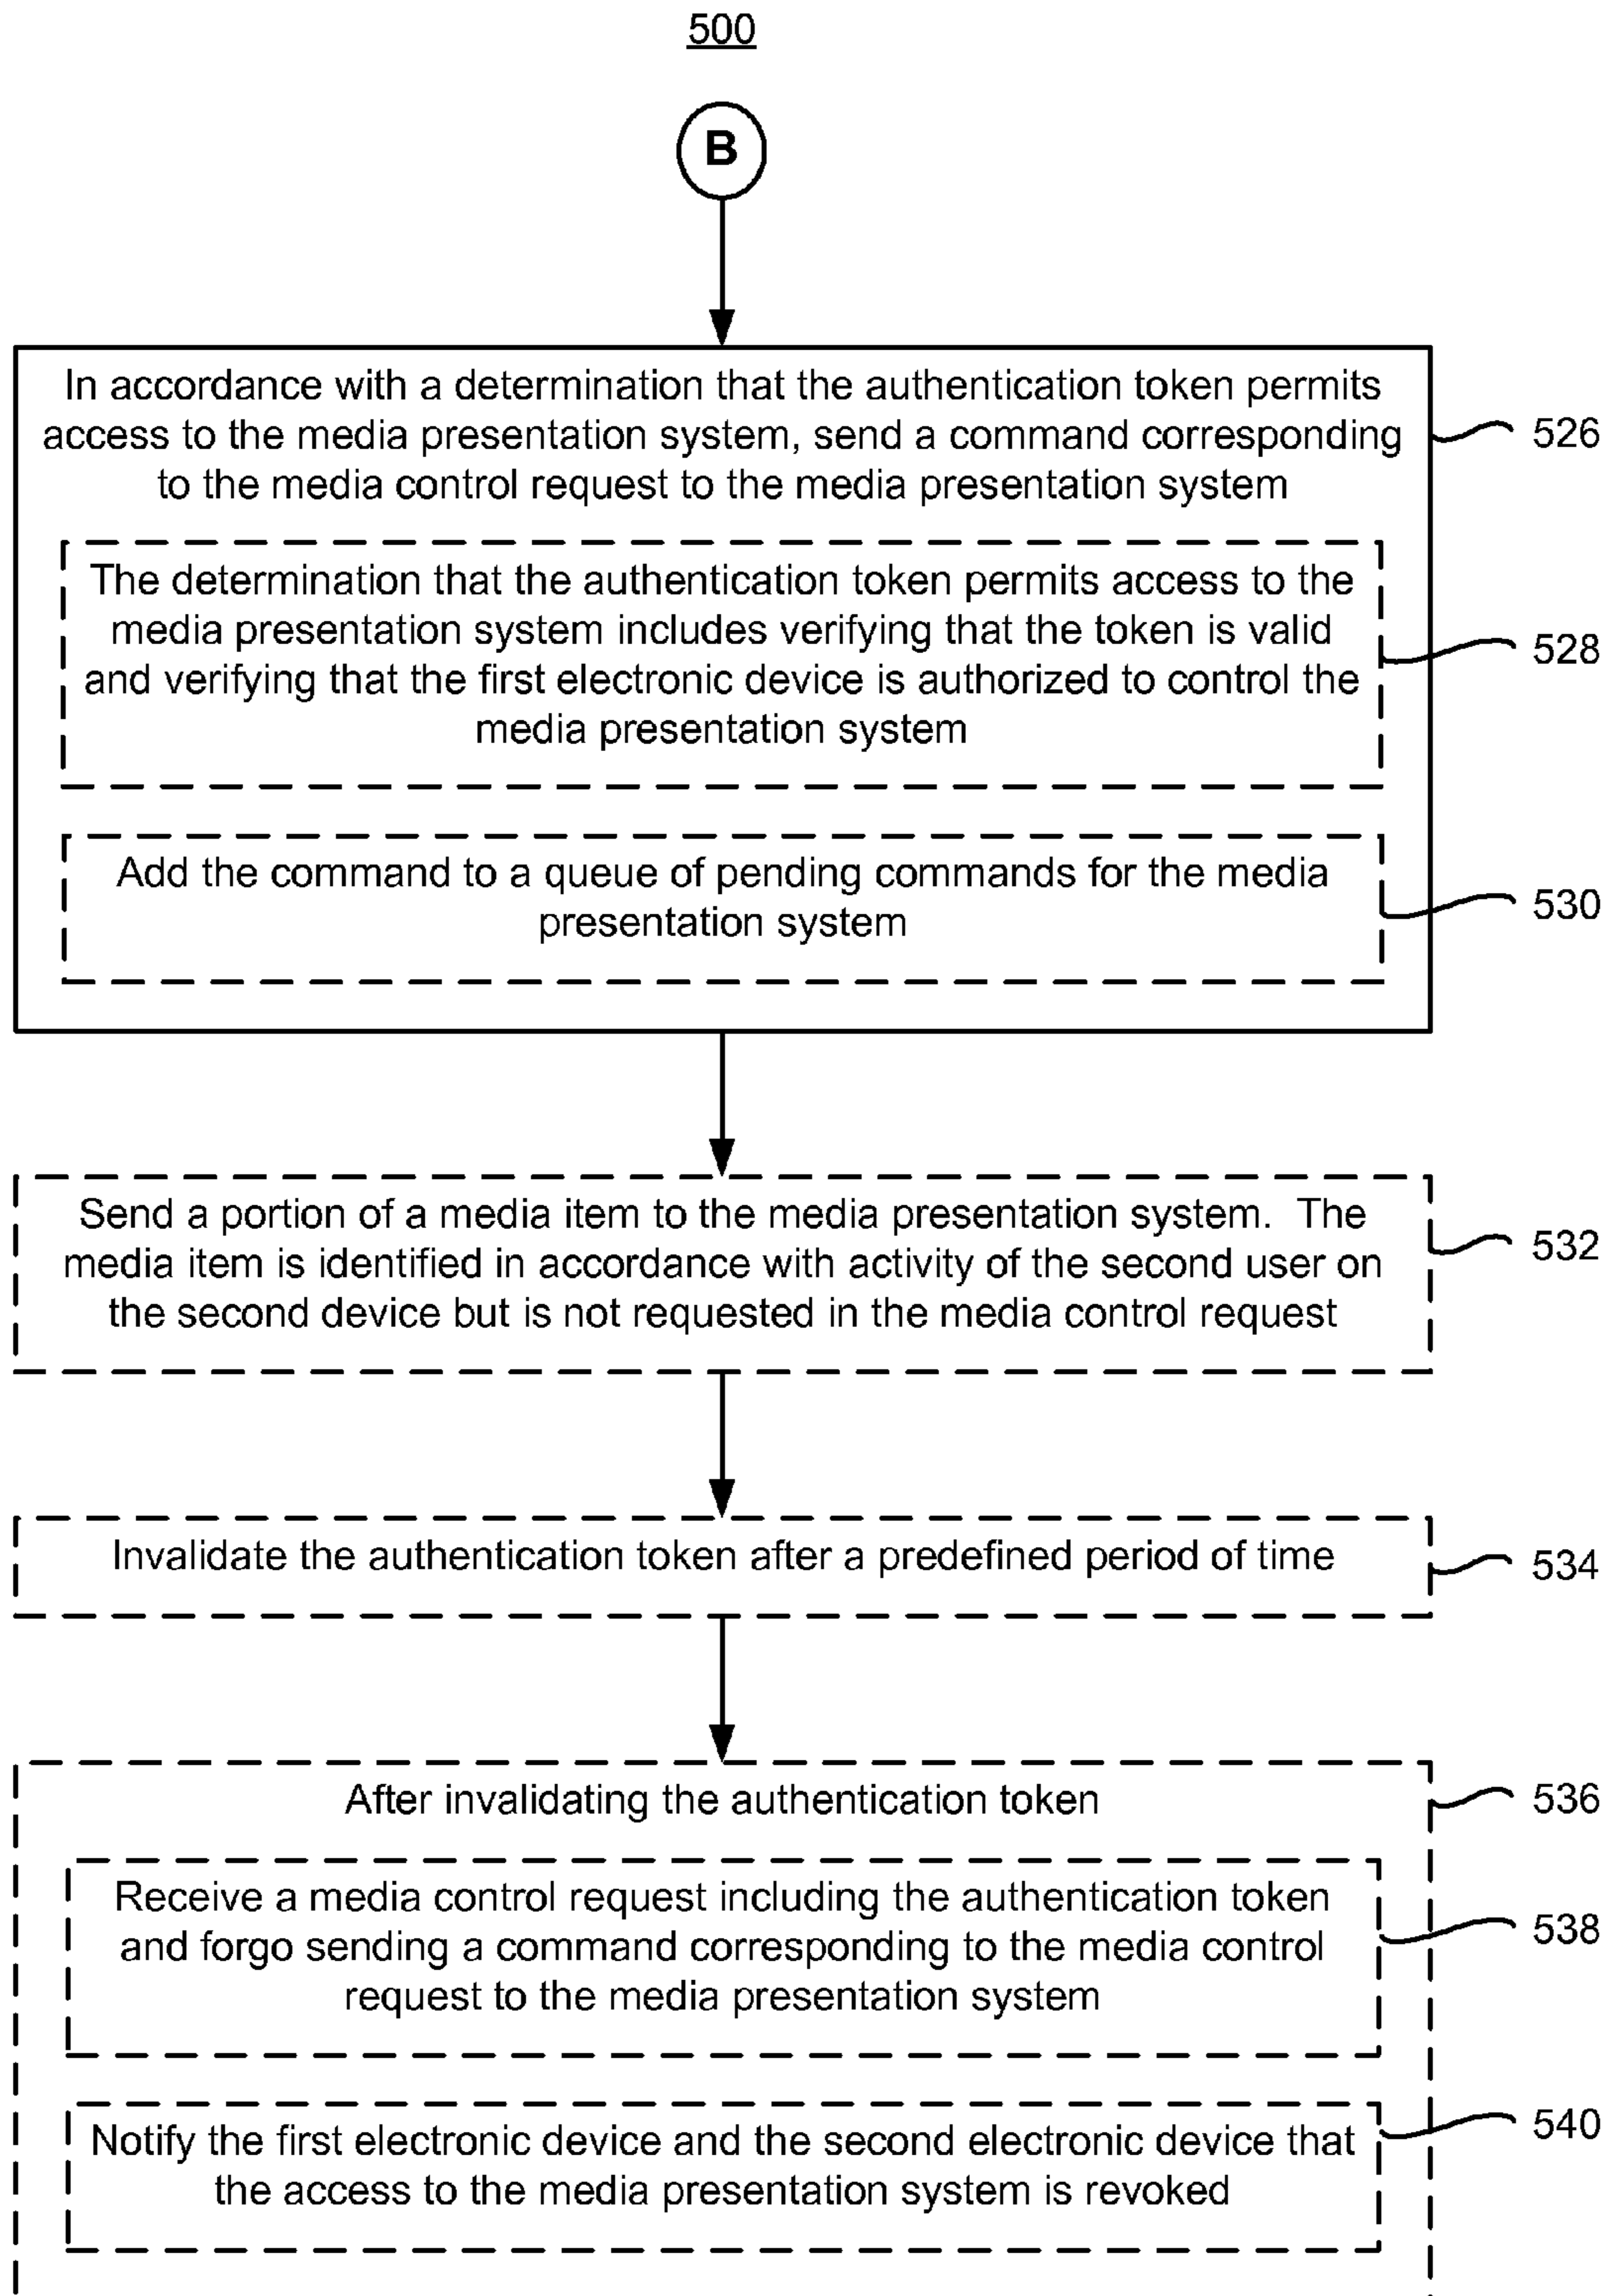 500
B
In accordance with a determination that the authentication token permits
access to the media presentation system, send a command corresponding
to the media control request to the media presentation system
526
The determination that the authentication token permits access to the
media presentation system includes verifying that the token is valid
and verifying that the first electronic device is authorized to control the
media presentation system
528
Add the command to a queue of pending commands for the media
presentation system
530
Send a portion of a media item to the media presentation system.  The
media item is identified in accordance with activity of the second user on
the second device but is not requested in the media control request
532
Invalidate the authentication token after a predefined period of time
534
After invalidating the authentication token
536
Receive a media control request including the authentication token
and forgo sending a command corresponding to the media control
request to the media presentation system
538
Notify the first electronic device and the second electronic device that
the access to the media presentation system is revoked
540